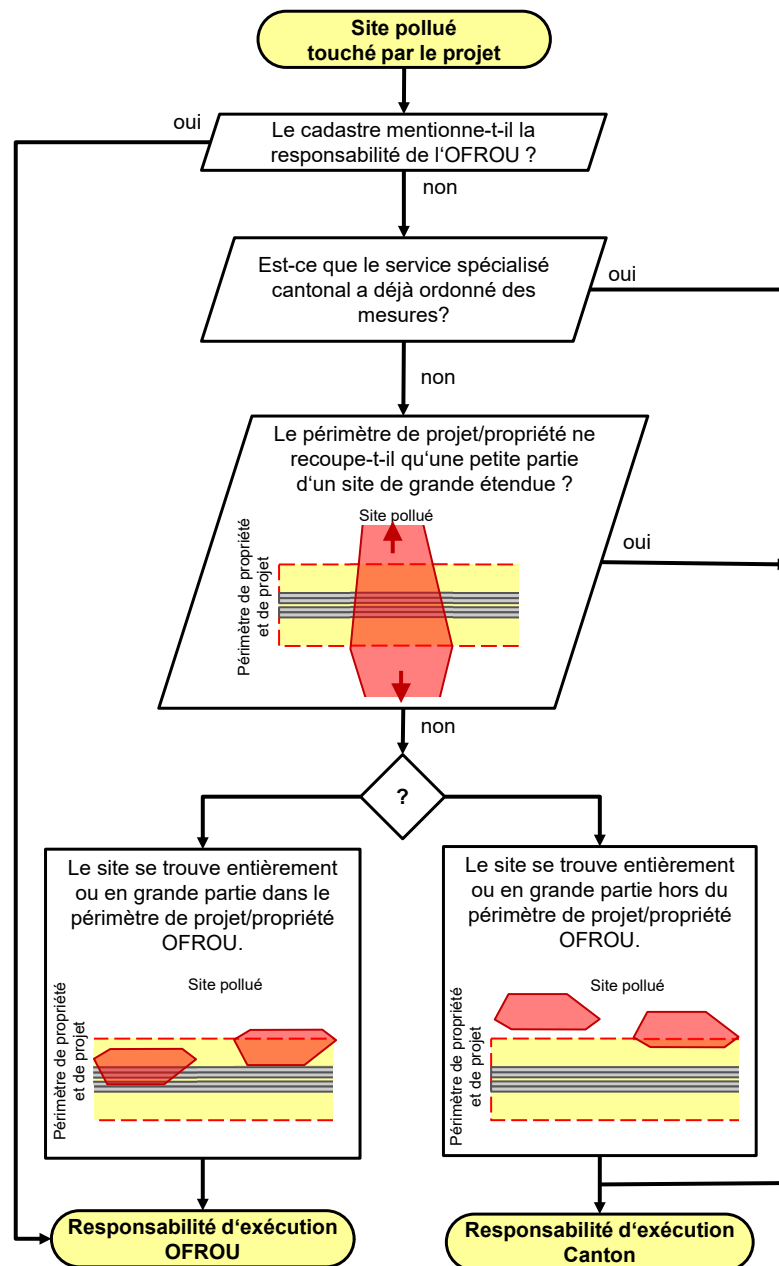 Site pollué
touché par le projet
oui
Le cadastre mentionne-t-il la
responsabilité de l‘OFROU ?
non
Est-ce que le service spécialisé
cantonal a déjà ordonné des
mesures?
oui
non
Le périmètre de projet/propriété ne
recoupe-t-il qu‘une petite partie
d‘un site de grande étendue ?
Site pollué
Périmètre de propriété
et de projet
oui
non
?
Le site se trouve entièrement
ou en grande partie dans le
périmètre de projet/propriété
OFROU.
Site pollué
Périmètre de propriété
et de projet
Le site se trouve entièrement
ou en grande partie hors du
périmètre de projet/propriété
OFROU.
Site pollué
Périmètre de propriété
et de projet
Responsabilité d‘exécution
OFROU
Responsabilité d‘exécution
Canton